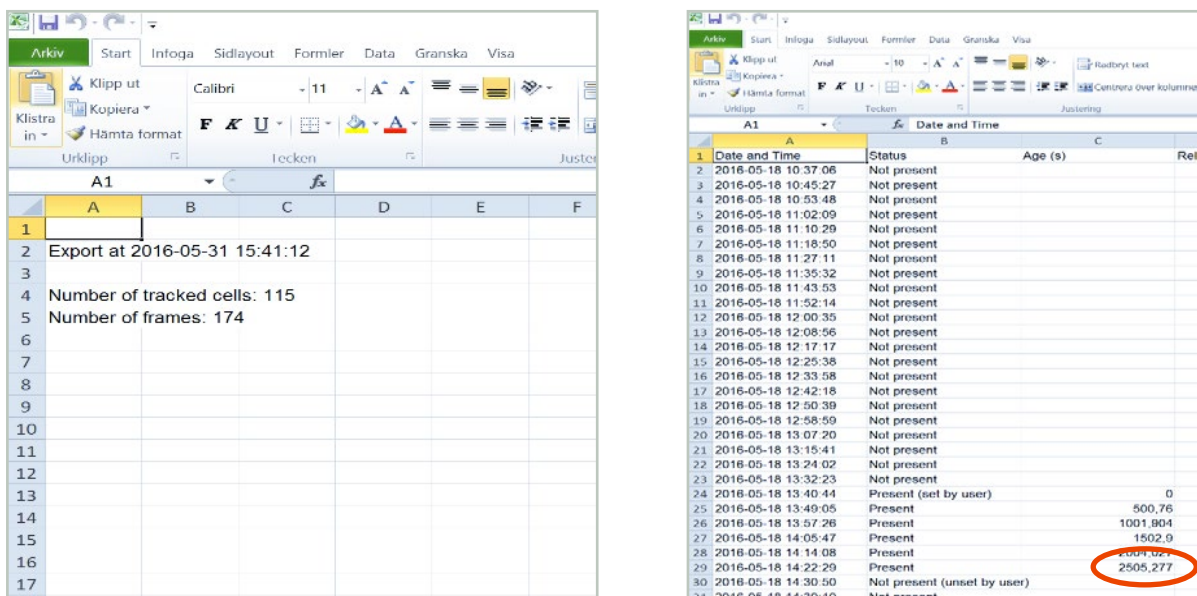 Arkiv Start Infoga Sidlayout Formler Data Granska Visa
Klistra in
Klipp ut
Kopiera
Hämta format
Calibri 11 A A
F K U A
Urklipp Tecken Juster
A1 fx
A B C D E F
1
2 Export at 2016-05-31 15:41:12
3
4 Number of tracked cells: 115
5 Number of frames: 174
6
7
8
9
10
11
12
13
14
15
16
17
Arkiv Start Infoga Sidlayout Formler Data Granska Visa
Klistra in
Klipp ut
Kopiera
Hämta format
Arial 10 A A
F K U A
Radbryt text
Centrera över kolumner
Urklipp Tecken Justering
A1 fx Date and Time
A B C
1 Date and Time Status Age (s) Rel
2 2016-05-18 10:37:06 Not present
3 2016-05-18 10:45:27 Not present
4 2016-05-18 10:53:48 Not present
5 2016-05-18 11:02:09 Not present
6 2016-05-18 11:10:29 Not present
7 2016-05-18 11:18:50 Not present
8 2016-05-18 11:27:11 Not present
9 2016-05-18 11:35:32 Not present
10 2016-05-18 11:43:53 Not present
11 2016-05-18 11:52:14 Not present
12 2016-05-18 12:00:35 Not present
13 2016-05-18 12:08:56 Not present
14 2016-05-18 12:17:17 Not present
15 2016-05-18 12:25:38 Not present
16 2016-05-18 12:33:58 Not present
17 2016-05-18 12:42:18 Not present
18 2016-05-18 12:50:39 Not present
19 2016-05-18 12:58:59 Not present
20 2016-05-18 13:07:20 Not present
21 2016-05-18 13:15:41 Not present
22 2016-05-18 13:24:02 Not present
23 2016-05-18 13:32:23 Not present
24 2016-05-18 13:40:44 Present (set by user) 0
25 2016-05-18 13:49:05 Present 500,76
26 2016-05-18 13:57:26 Present 1001,904
27 2016-05-18 14:05:47 Present 1502,9
28 2016-05-18 14:14:08 Present
29 2016-05-18 14:22:29 Present 2505,277
30 2016-05-18 14:30:50 Not present (unset by user)